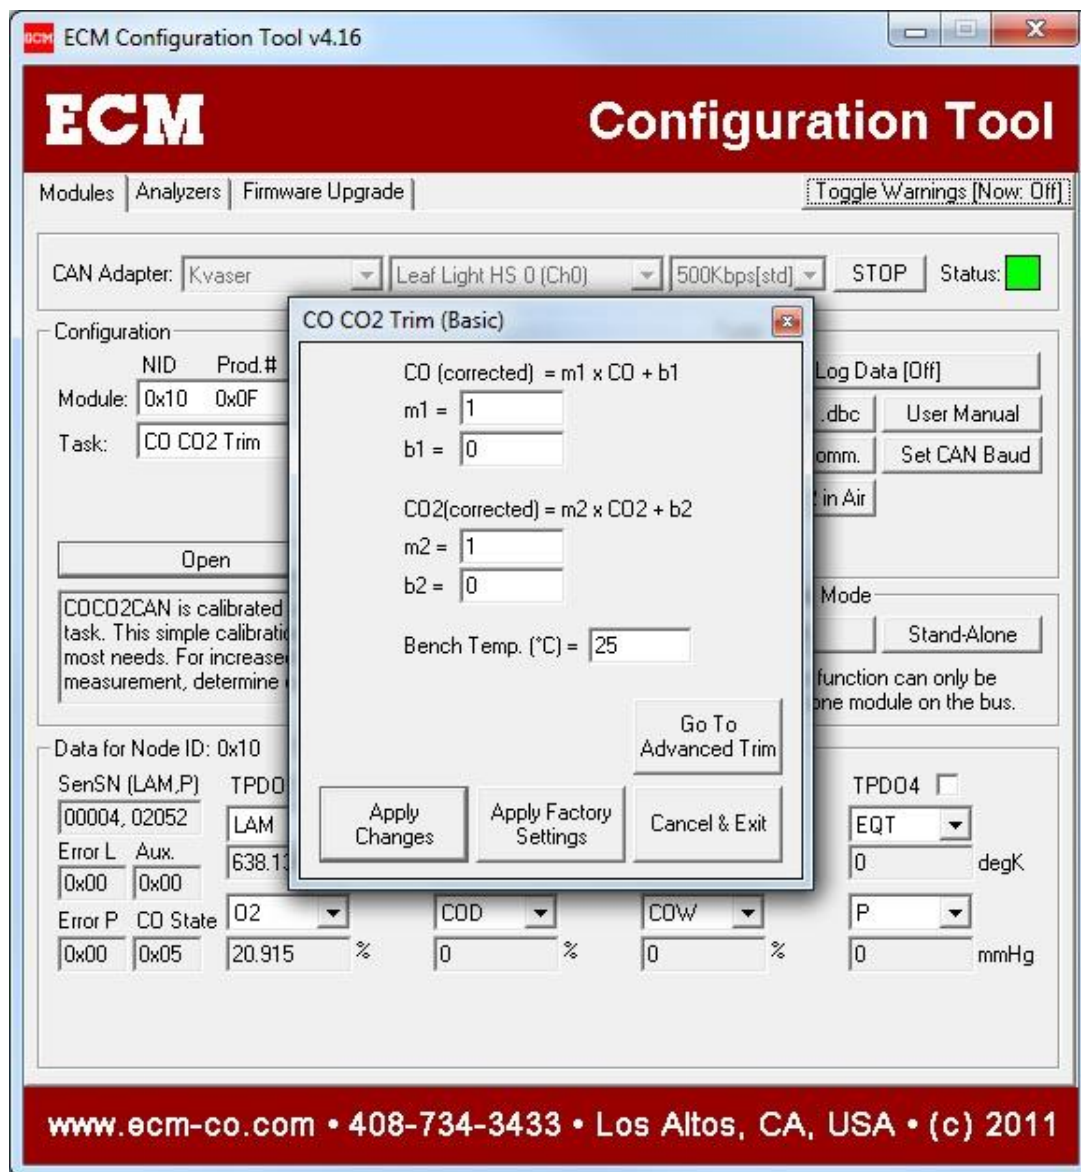 ECM Configuration Tool v4.16
ECM
Configuration Tool
Modules Analyzers Firmware Upgrade
Toggle Warnings [Now: Off]
CAN Adapter: Kvaser Leaf Light HS 0 (Ch0) 500Kbps[std] STOP Status:
Configuration
NID Prod.#
Module: 0x10 0x0F
Task: CO CO2 Trim
Open
COCO2CAN is calibrated
task. This simple
most needs. For
measurement, determine
Log Data [Off]
.dbc User Manual
Set CAN Baud
in Air
Mode
Stand-Alone
function can only be
one module on the bus.
CO CO2 Trim (Basic)
CO (corrected) = m1 x CO + b1
m1 = 1
b1 = 0
CO2(corrected) = m2 x CO2 + b2
m2 = 1
b2 = 0
Bench Temp. (°C) = 25
Go To
Advanced Trim
Apply
Changes
Apply Factory
Settings
Cancel & Exit
Data for Node ID: 0x10
SenSN (LAM,P) TPDO TPDO4
00004, 02052 LAM EQT
Error L Aux. 638.13 0 degK
0x00 0x00
Error P CO State O2 COD COW P
0x00 0x05 20.915 % 0 % 0 % 0 mmHg
www.ecm-co.com • 408-734-3433 • Los Altos, CA, USA • (c) 2011